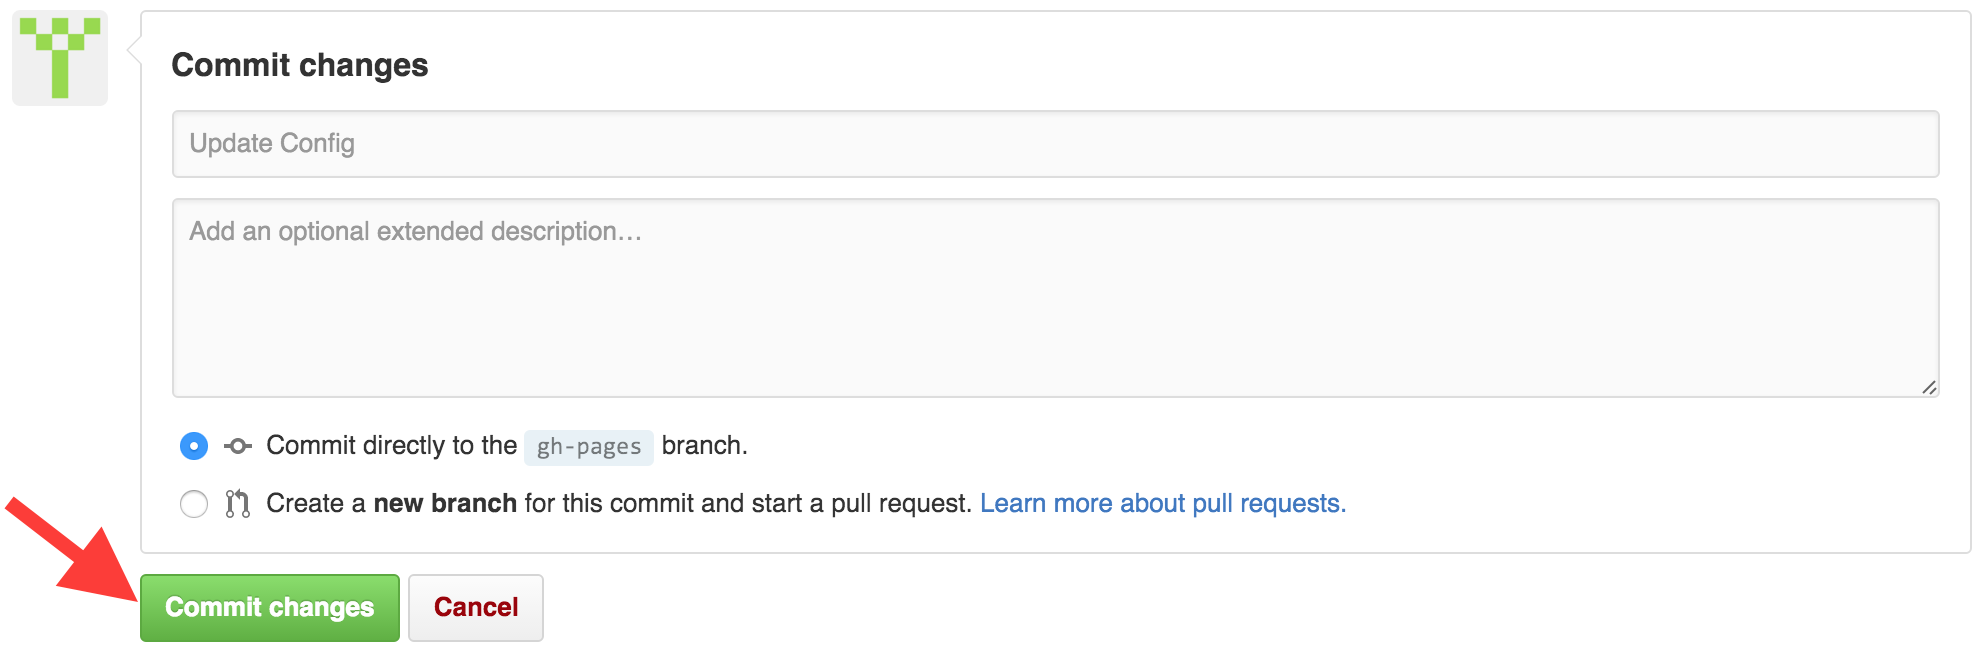 Commit changes
Update Config
Add an optional extended description…
Commit directly to the gh-pages branch.
Create a new branch for this commit and start a pull request. Learn more about pull requests.
Commit changes Cancel